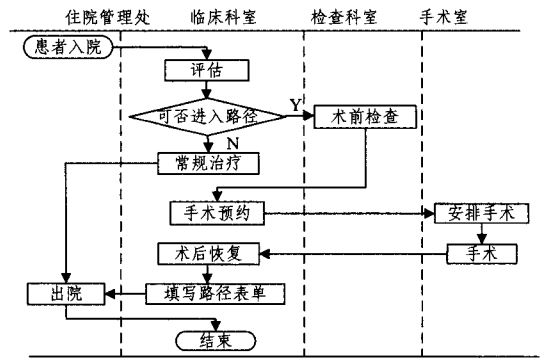 住院管理处 临床科室 检查科室 手术室
患者入院
评估
可否进入路径
Y
术前检查
N
常规治疗
手术预约
安排手术
术后恢复
手术
出院
填写路径表单
结束